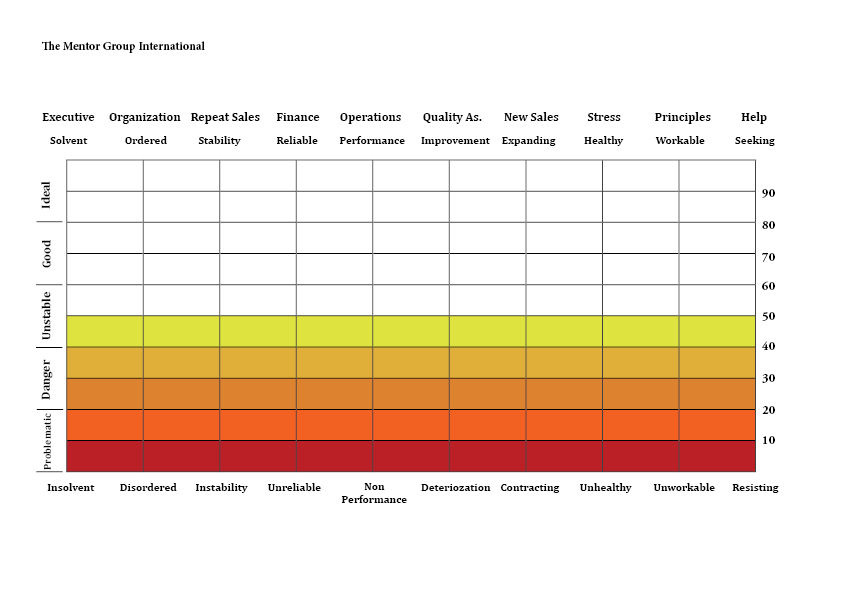 The Mentor Group International
Executive Organization Repeat Sales Finance Operations Quality As. New Sales Stress Principles Help
Solvent Ordered Stability Reliable Performance Improvement Expanding Healthy Workable Seeking
Ideal
90
80
Good
70
60
Unstable
50
40
Danger
30
20
Problematic
10
Insolvent Disordered Instability Unreliable Non Deteriozation Contracting Unhealthy Unworkable Resisting
Performance